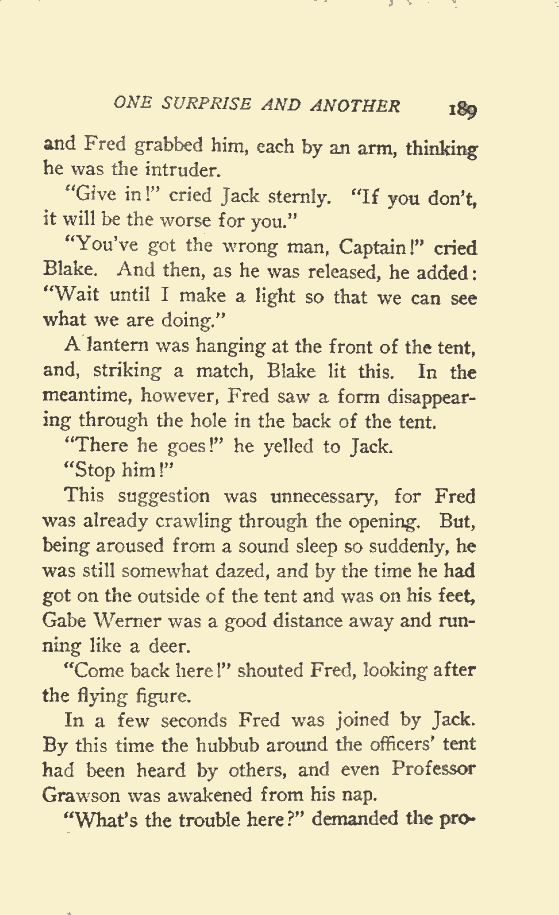 ONE SURPRISE AND ANOTHER 189
and Fred grabbed him, each by an arm, thinking
he was the intruder.
"Give in!" cried Jack sternly. "If you don't,
it will be the worse for you."
"You've got the wrong man, Captain!" cried
Blake. And then, as he was released, he added:
"Wait until I make a light so that we can see
what we are doing."
A lantern was hanging at the front of the tent,
and, striking a match, Blake lit this. In the
meantime, however, Fred saw a form disappear-
ing through the hole in the back of the tent.
"There he goes!" he yelled to Jack.
"Stop him!"
This suggestion was unnecessary, for Fred
was already crawling through the opening. But,
being aroused from a sound sleep so suddenly, he
was still somewhat dazed, and by the time he had
got on the outside of the tent and was on his feet,
Gabe Werner was a good distance away and run-
ning like a deer.
"Come back here!" shouted Fred, looking after
the flying figure.
In a few seconds Fred was joined by Jack.
By this time the hubbub around the officers' tent
had been heard by others, and even Professor
Grawson was awakened from his nap.
"What's the trouble here?" demanded the pro-